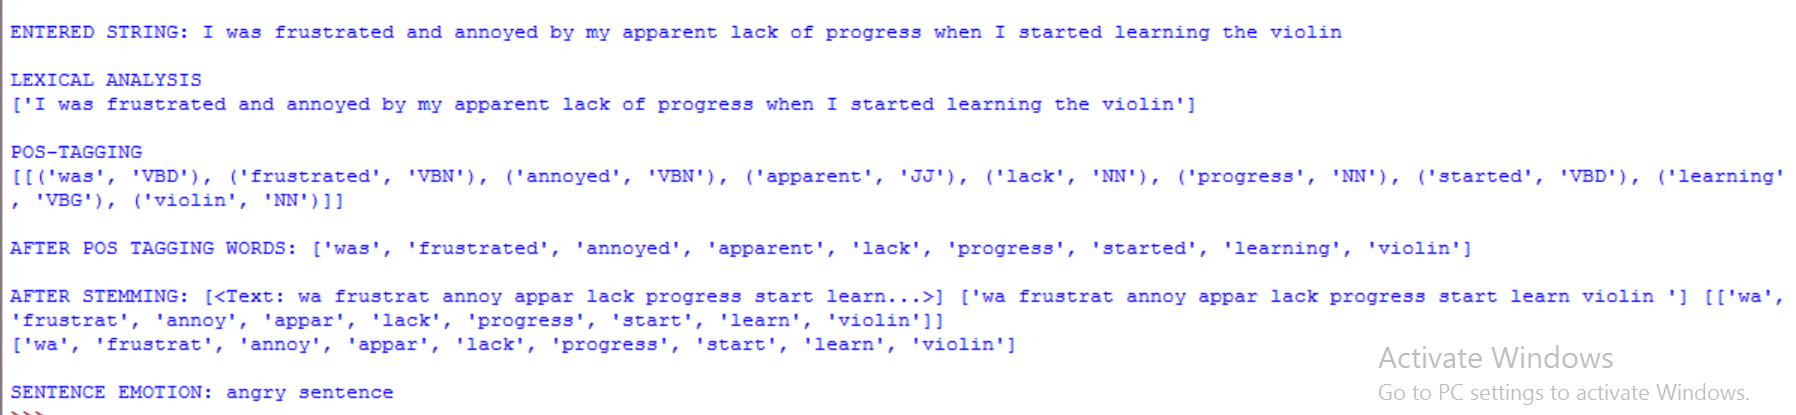 ENTERED STRING: I was frustrated and annoyed by my apparent lack of progress when I started learning the violin
LEXICAL ANALYSIS
['I was frustrated and annoyed by my apparent lack of progress when I started learning the violin']
POS-TAGGING
[[('was', 'VBD'), ('frustrated', 'VBN'), ('annoyed', 'VBN'), ('apparent', 'JJ'), ('lack', 'NN'), ('progress', 'NN'), ('started', 'VBD'), ('learning'
, 'VBG'), ('violin', 'NN')]]
AFTER POS TAGGING WORDS: ['was', 'frustrated', 'annoyed', 'apparent', 'lack', 'progress', 'started', 'learning', 'violin']
AFTER STEMMING: [<Text: wa frustrat annoy appar lack progress start learn...>] ['wa frustrat annoy appar lack progress start learn violin '] [['wa',
'frustrat', 'annoy', 'appar', 'lack', 'progress', 'start', 'learn', 'violin']]
['wa', 'frustrat', 'annoy', 'appar', 'lack', 'progress', 'start', 'learn', 'violin']
Activate Windows
Go to PC settings to activate Windows.
SENTENCE EMOTION: angry sentence
>>>